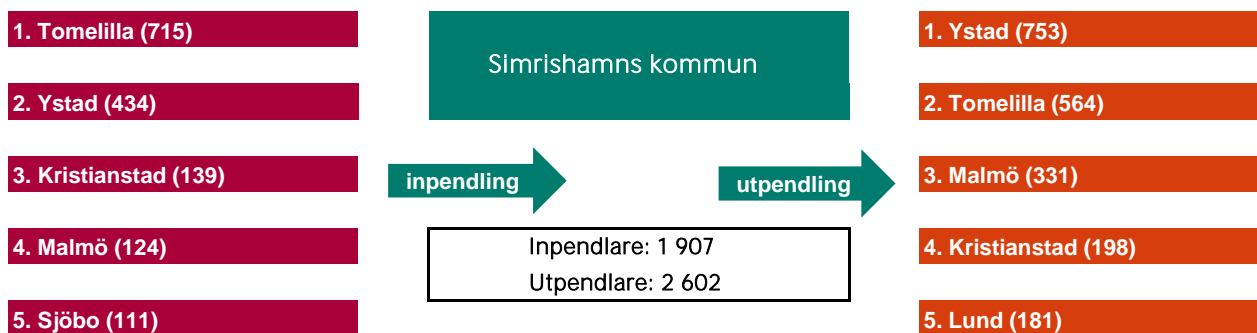 1. Tomelilla (715)
2. Ystad (434)
3. Kristianstad (139)
4. Malmö (124)
5. Sjöbo (111)
Simrishamns kommun
inpendling
utpendling
Inpendlare: 1 907
Utpendlare: 2 602
1. Ystad (753)
2. Tomelilla (564)
3. Malmö (331)
4. Kristianstad (198)
5. Lund (181)